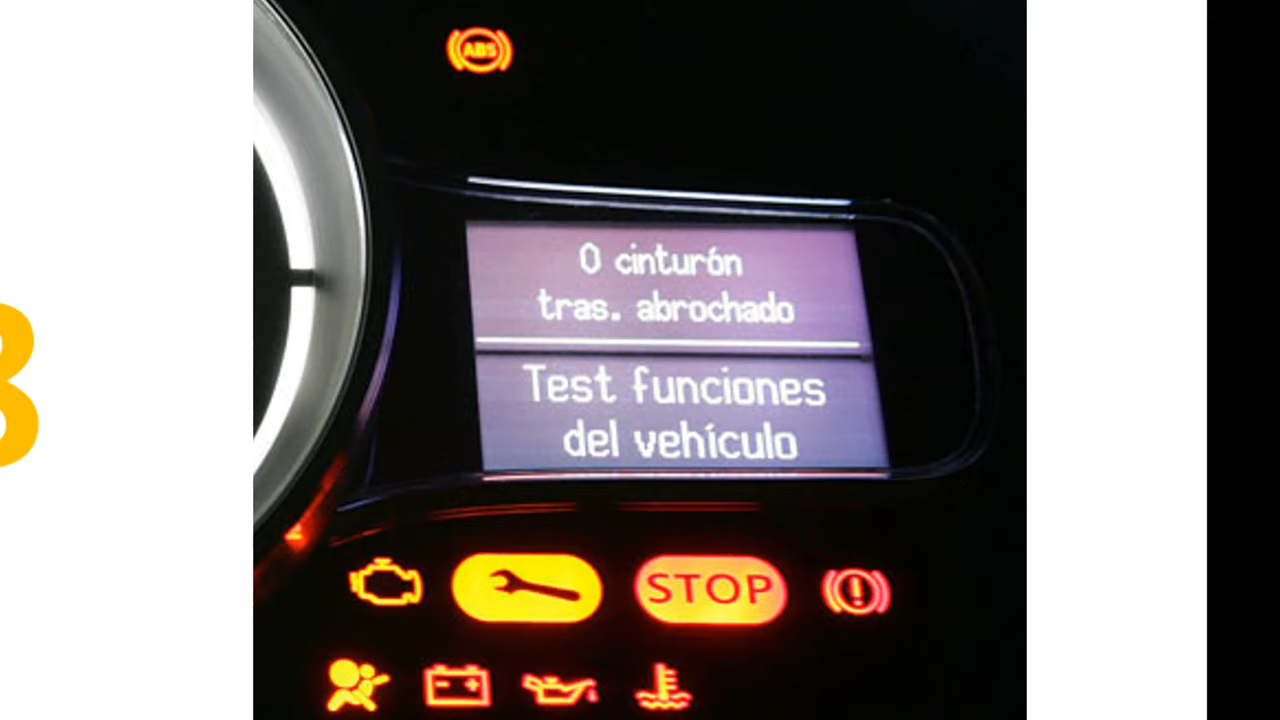 ABS
0 cinturón
tras. abrochado
Test funciones
del vehículo
STOP